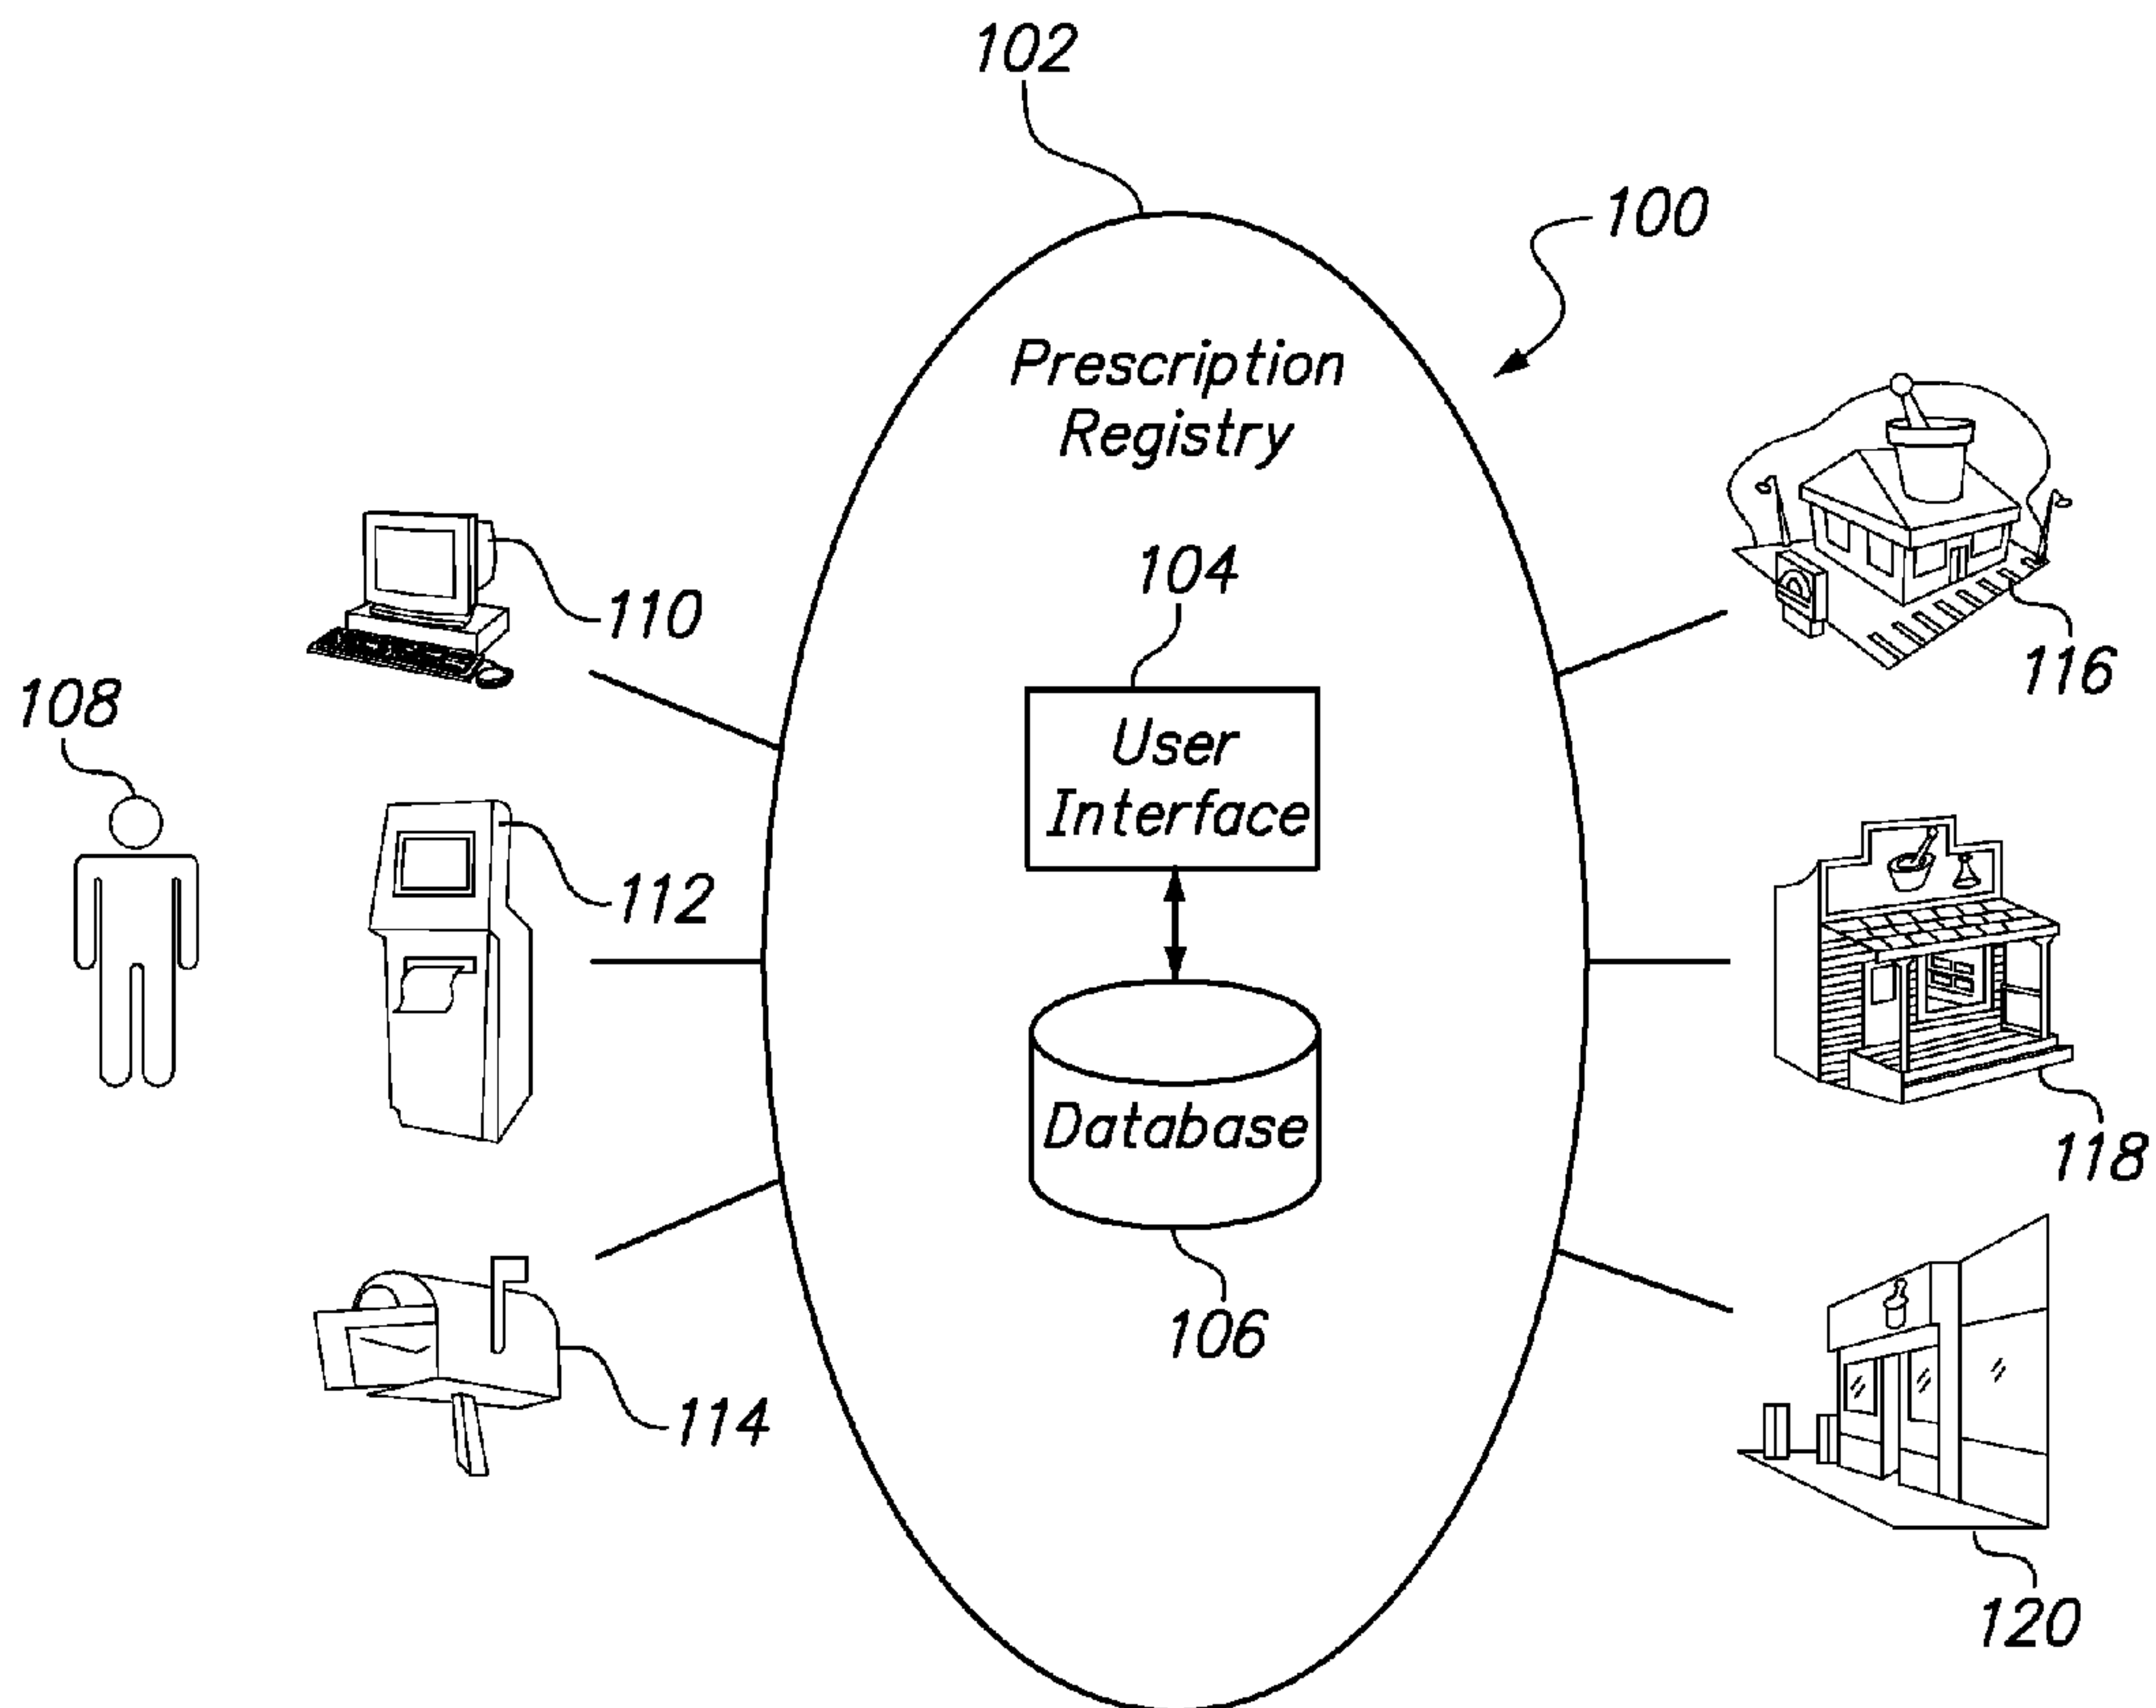 102
100
Prescription
Registry
104
110
116
108
User
Interface
112
118
Database
106
114
120